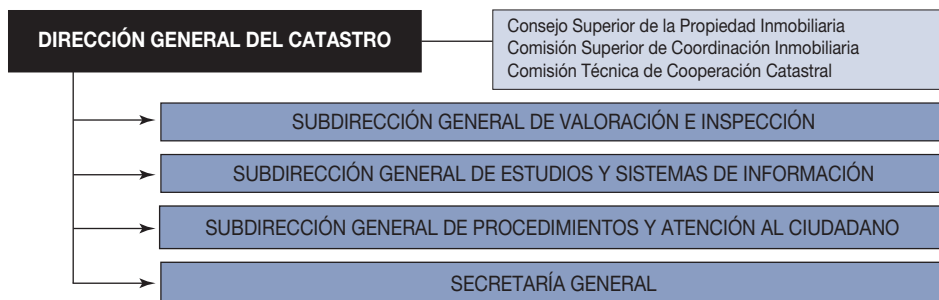 DIRECCIÓN GENERAL DEL CATASTRO
Consejo Superior de la Propiedad Inmobiliaria
Comisión Superior de Coordinación Inmobiliaria
Comisión Técnica de Cooperación Catastral
SUBDIRECCIÓN GENERAL DE VALORACIÓN E INSPECCIÓN
SUBDIRECCIÓN GENERAL DE ESTUDIOS Y SISTEMAS DE INFORMACIÓN
SUBDIRECCIÓN GENERAL DE PROCEDIMIENTOS Y ATENCIÓN AL CIUDADANO
SECRETARÍA GENERAL